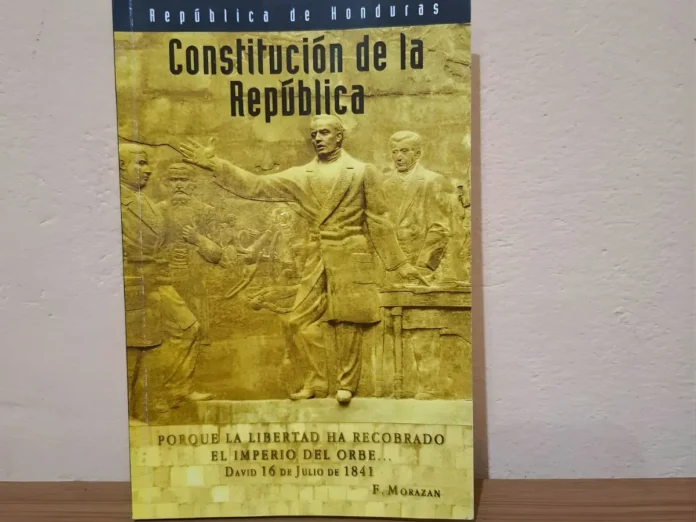 República de Honduras
Constitución de la
República
PORQUE LA LIBERTAD HA RECOBRADO
EL IMPERIO DEL ORBE...
DAVID 16 DE JULIO DE 1841
F. MORAZAN